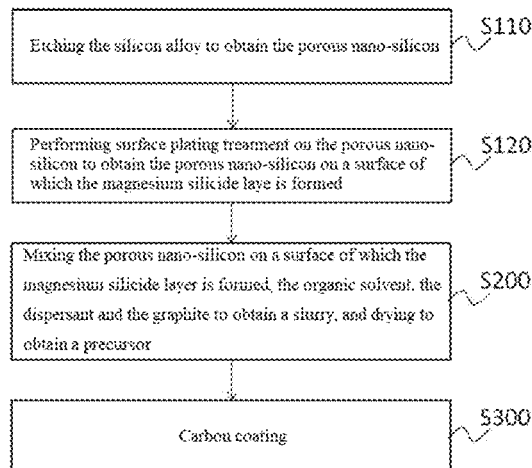 S110
Etching the silicon alloy to obtain the porous nano-silicon
S120
Performing surface plating treatment on the porous nano-
silicon to obtain the porous nano-silicon on a surface of
which the magnesium silicide laye is formed
S200
Mixing the porous nano-silicon on a surface of which the
magnesium silicide layer is formed, the organic solvent, the
dispersant and the graphite to obtain a slurry, and drying to
obtain a precursor
S300
Carbon coating